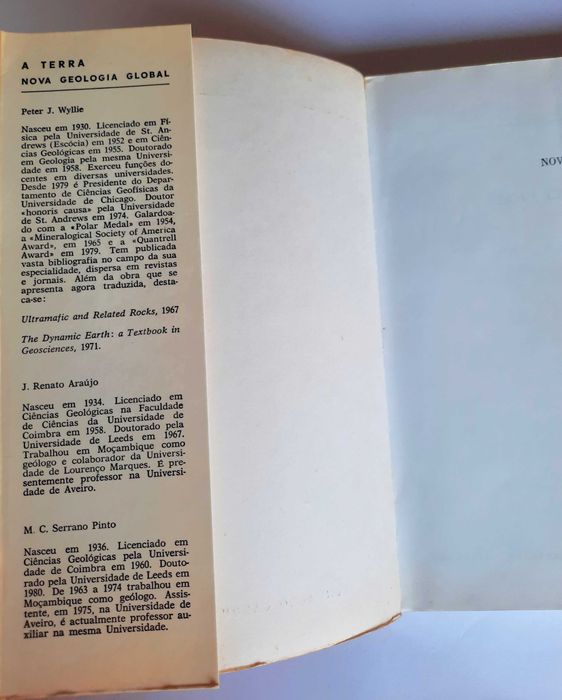 A TERRA
NOVA GEOLOGIA GLOBAL
Peter J. Wyllie
Nasceu em 1930. Licenciado em Fí-
sica pela Universidade de St. An-
drews (Escócia) em 1952 e em Ciên-
cias Geológicas em 1955. Doutorado
em Geologia pela mesma Universi-
dade em 1958. Exerceu funções do-
centes em diversas universidades.
Desde 1979 é Presidente do Depar-
tamento de Ciências Geofísicas da
Universidade de Chicago. Doutor
«honoris causa» pela Universidade
de St. Andrews em 1974. Galardoa-
do com a «Polar Medal» em 1954,
a «Mineralogical Society of America
Award», em 1965 e a «Quantrell
Award» em 1979. Tem publicada
vasta bibliografia no campo da sua
especialidade, dispersa em revistas
e jornais. Além da obra que se
apresenta agora traduzida, desta-
ca-se:
Ultramafic and Related Rocks, 1967
The Dynamic Earth: a Textbook in
Geosciences, 1971.
J. Renato Araújo
Nasceu em 1934. Licenciado em
Ciências Geológicas na Faculdade
de Ciências da Universidade de
Coimbra em 1958. Doutorado pela
Universidade de Leeds em 1967.
Trabalhou em Moçambique como
geólogo e colaborador da Universi-
dade de Lourenço Marques. É pre-
sentemente professor na Universi-
dade de Aveiro.
M. C. Serrano Pinto
Nasceu em 1936. Licenciado em
Ciências Geológicas pela Universi-
dade de Coimbra em 1960. Douto-
rado pela Universidade de Leeds em
1980. De 1963 a 1974 trabalhou em
Moçambique como geólogo. Assis-
tente, em 1975, na Universidade de
Aveiro, é actualmente professor au-
xiliar na mesma Universidade.
NOV